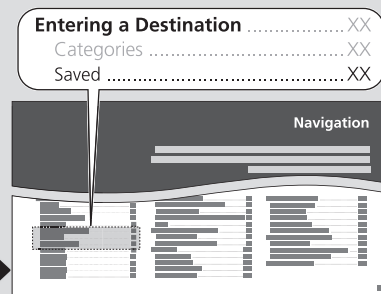 Entering a Destination ................ XX
Categories ..................................... XX
Saved ............................................. XX
Navigation